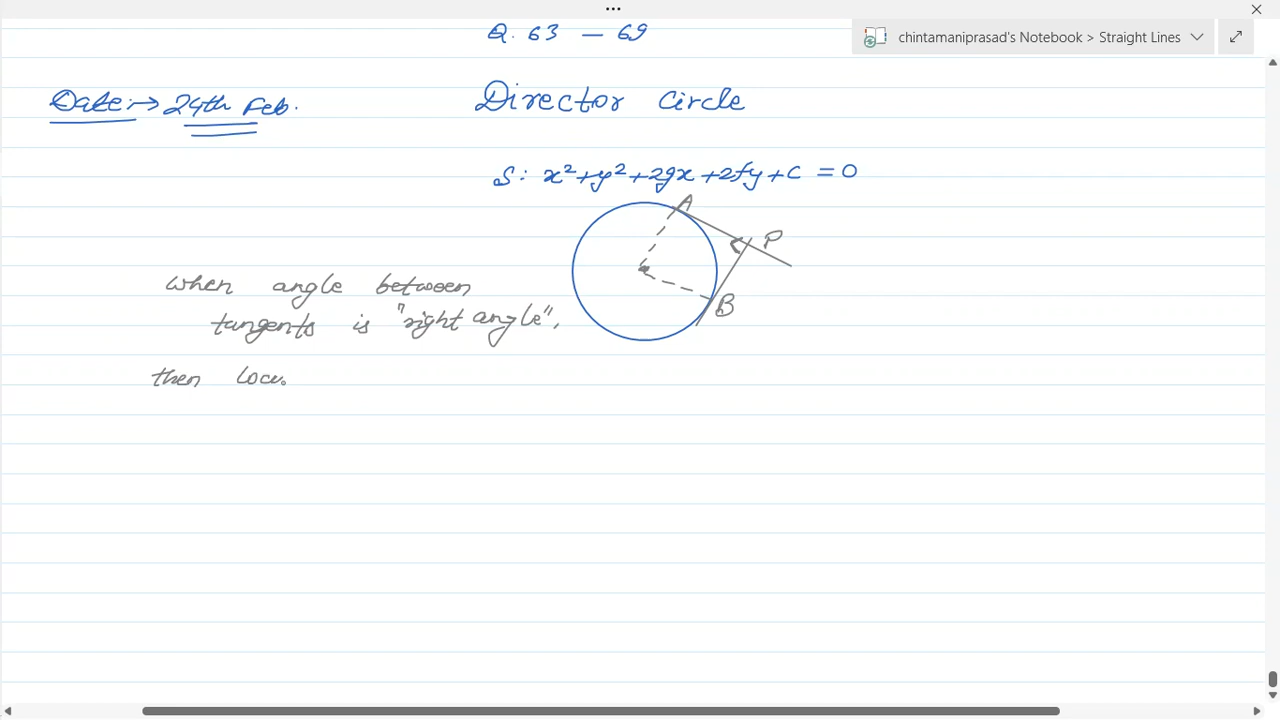 Q. 63 – 69
chintamaniprasad's Notebook > Straight Lines
Date:→ 24th Feb.
Director Circle
S: x²+y²+2gx+2fy+c = 0
A
P
B
when angle between
tangents is "right angle",
then locu.